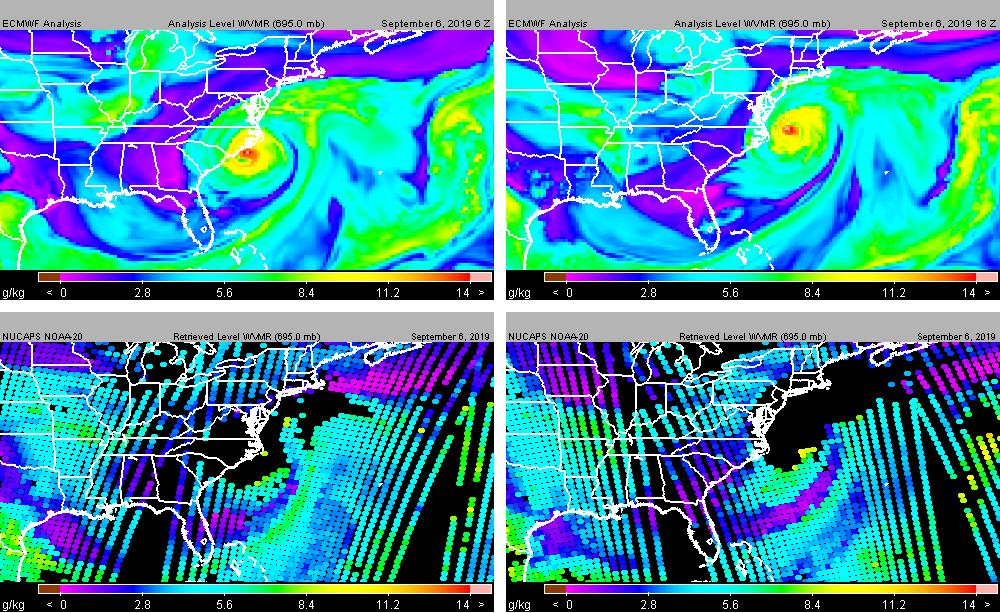 ECMWF Analysis Analysis Level WVMR (695.0 mb) September 6, 2019 6 Z
g/kg < 0 2.8 5.6 8.4 11.2 14 >
ECMWF Analysis Analysis Level WVMR (695.0 mb) September 6, 2019 18 Z
g/kg < 0 2.8 5.6 8.4 11.2 14 >
NUCAPS NOAA-20 Retrieved Level WVMR (695.0 mb) September 6, 2019
g/kg < 0 2.8 5.6 8.4 11.2 14 >
NUCAPS NOAA-20 Retrieved Level WVMR (695.0 mb) September 6, 2019
g/kg < 0 2.8 5.6 8.4 11.2 14 >